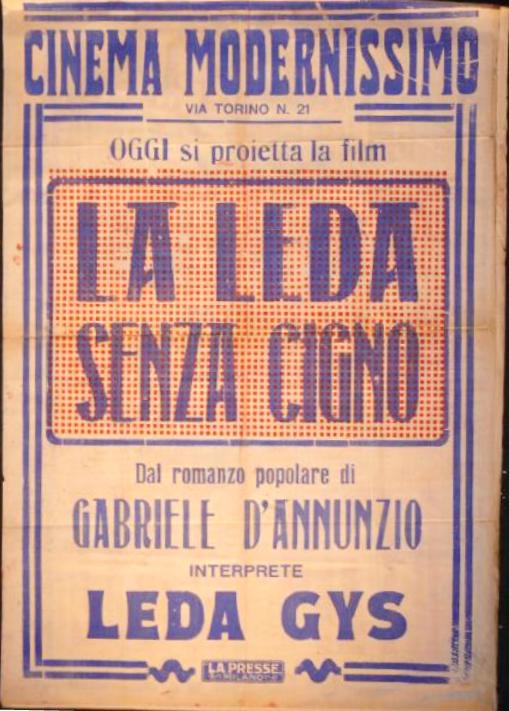 CINEMA MODERNISSIMO
VIA TORINO N. 21
OGGI si proietta la film
LA LEDA
SENZA CIGNO
Dal romanzo popolare di
GABRIELE D'ANNUNZIO
INTERPRETE
LEDA GYS
LA PRESSE
MILANO